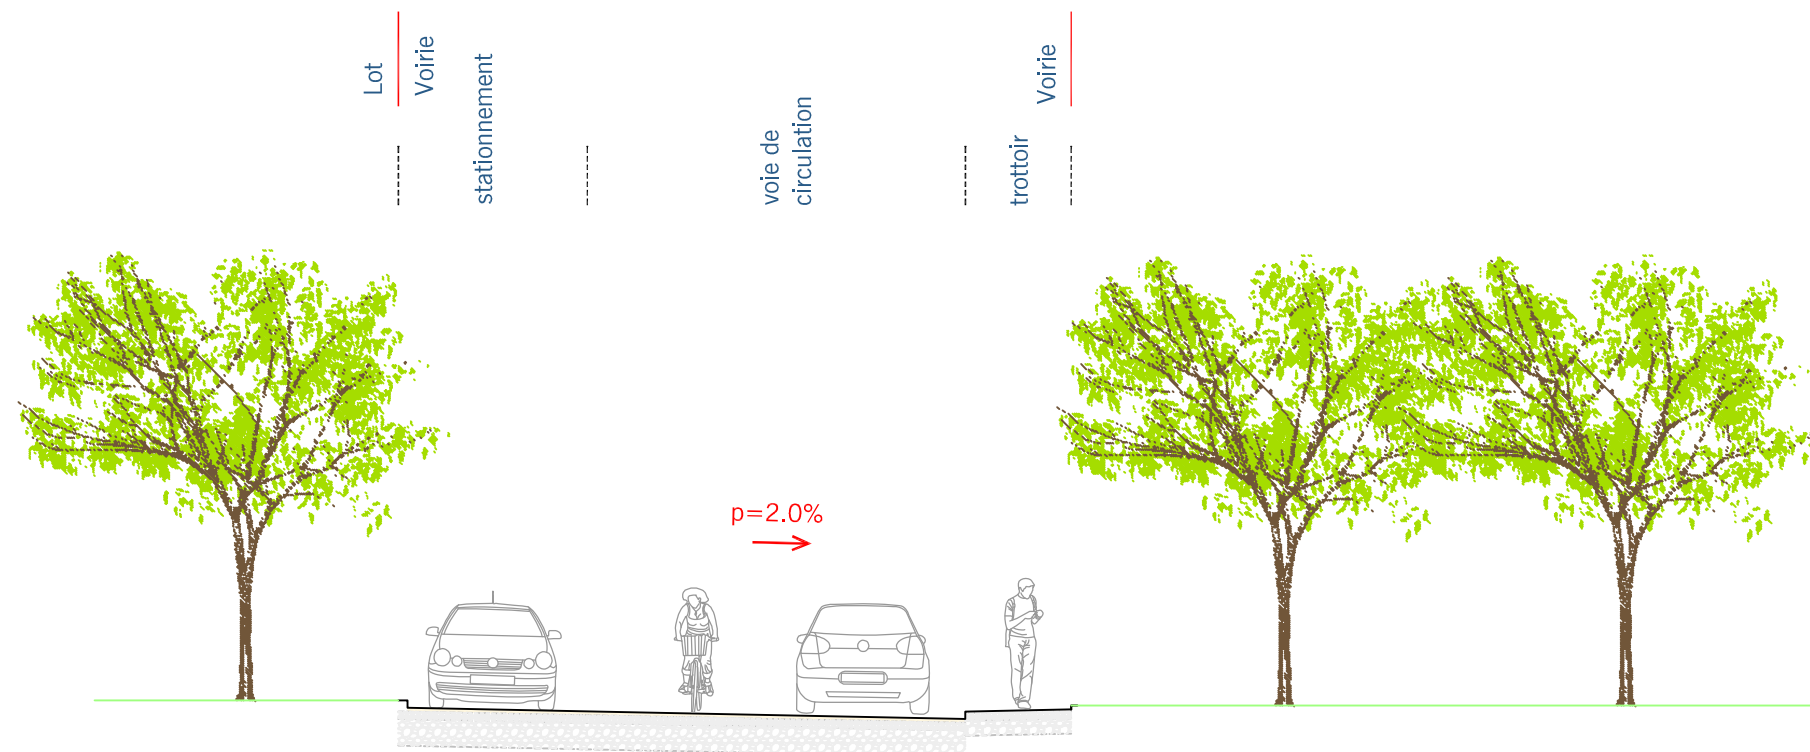 Lot
Voirie
stationnement
voie de
circulation
trottoir
Voirie
p=2.0%